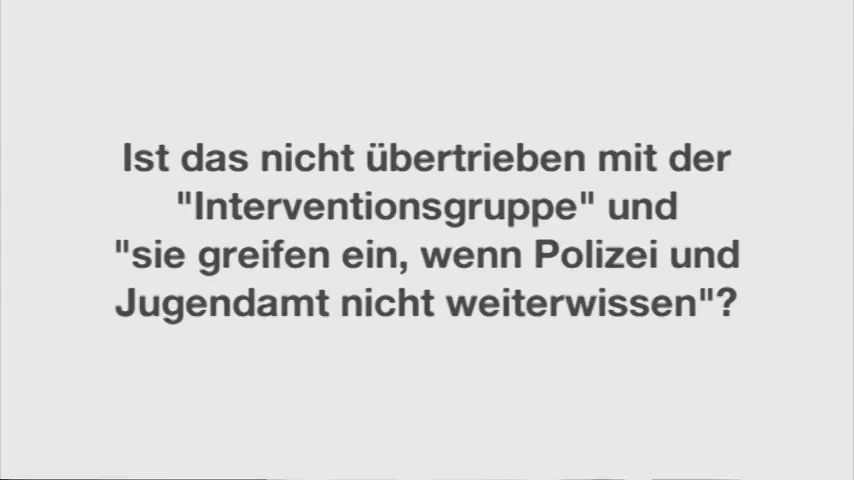 Ist das nicht übertrieben mit der
"Interventionsgruppe" und
"sie greifen ein, wenn Polizei und
Jugendamt nicht weiterwissen"?